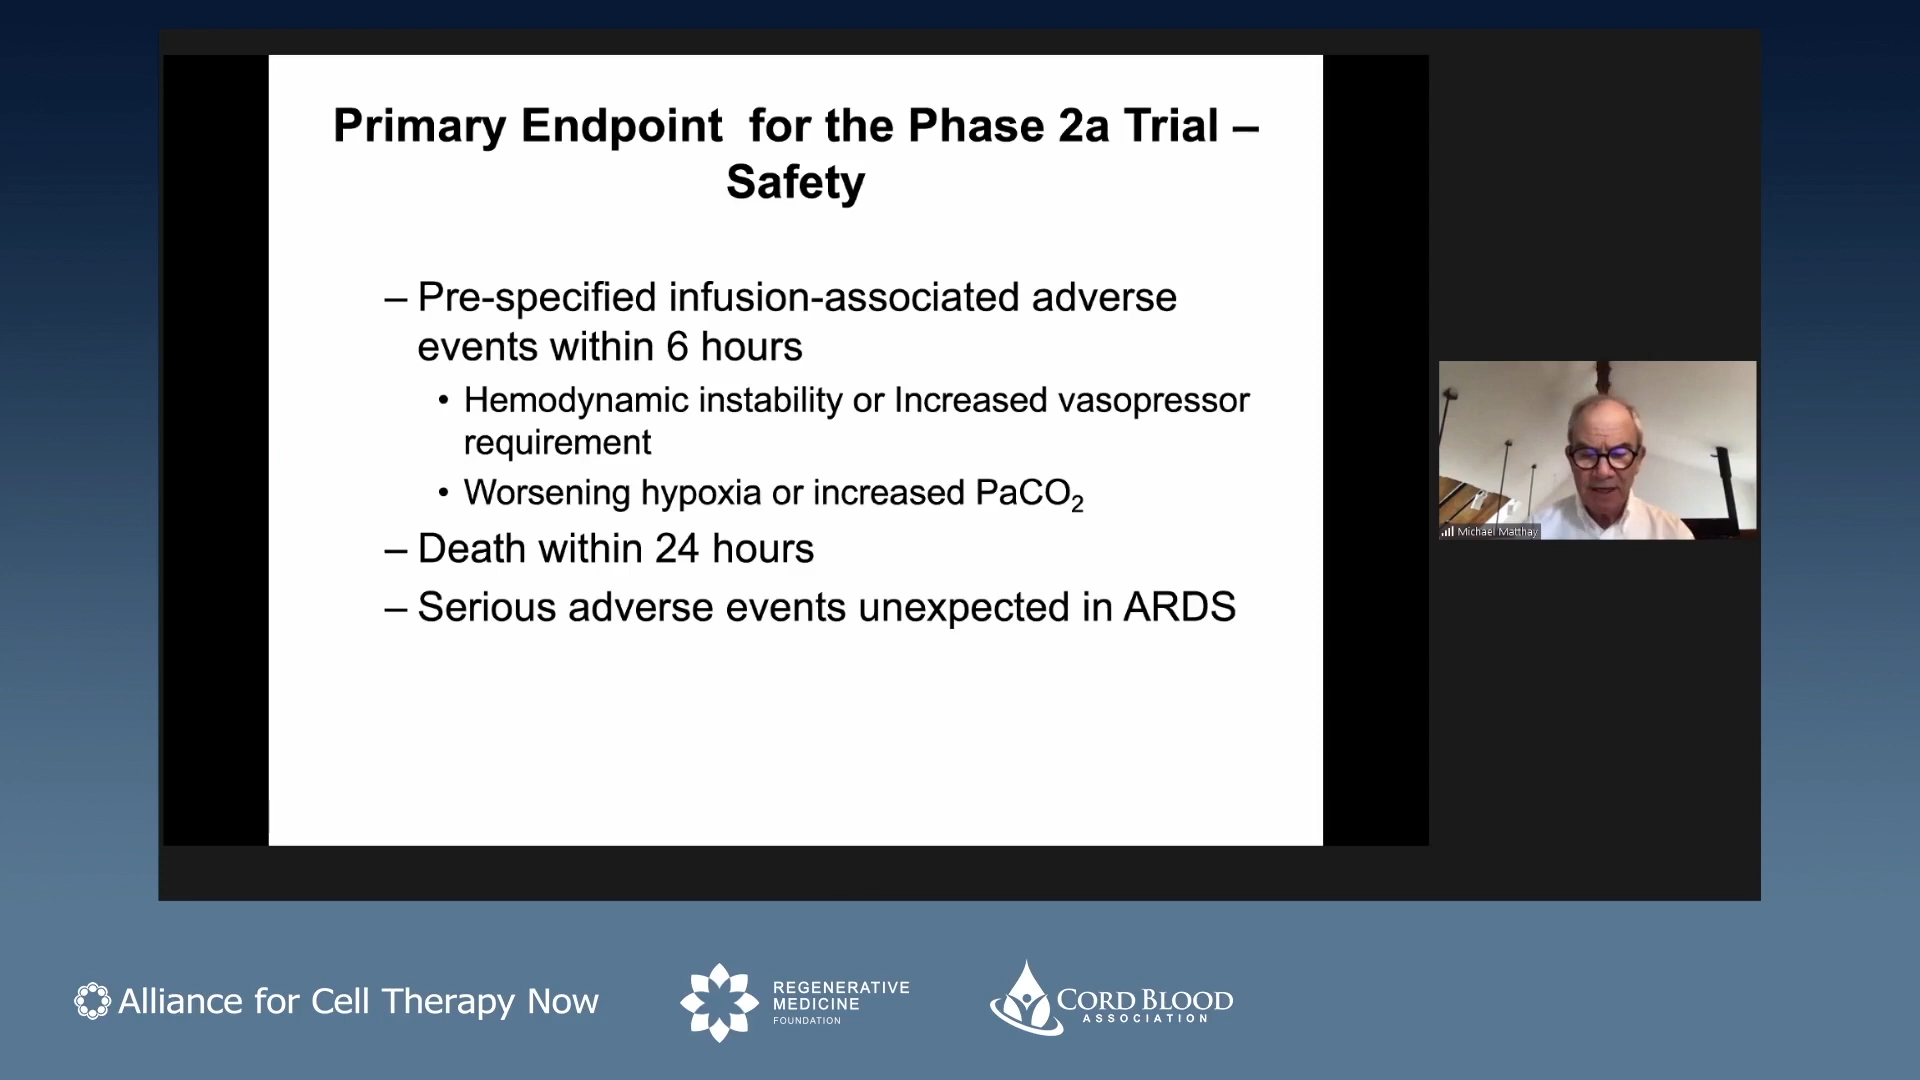 Primary Endpoint  for the Phase 2a Trial –
Safety
– Pre-specified infusion-associated adverse
events within 6 hours
• Hemodynamic instability or Increased vasopressor
requirement
• Worsening hypoxia or increased PaCO₂
– Death within 24 hours
– Serious adverse events unexpected in ARDS
Michael Matthay
Alliance for Cell Therapy Now
REGENERATIVE
MEDICINE
FOUNDATION
CORD BLOOD
ASSOCIATION